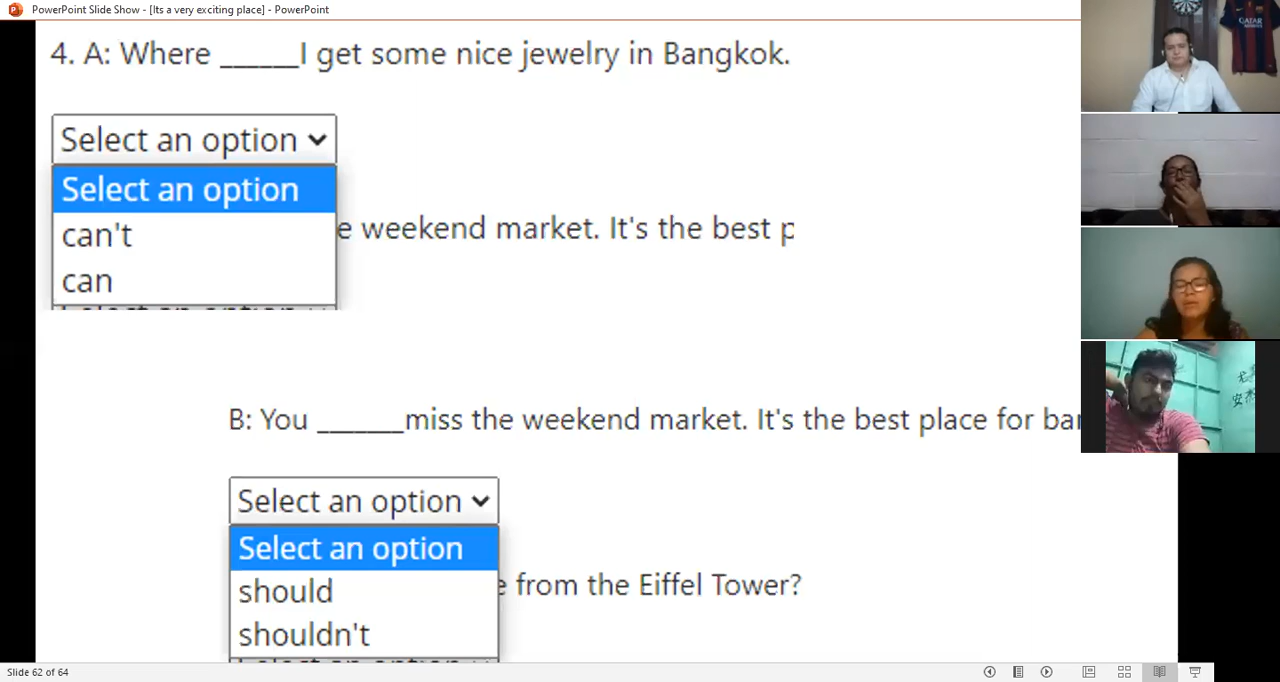 PowerPoint Slide Show - [Its a very exciting place] - PowerPoint
4. A: Where ______I get some nice jewelry in Bangkok.
Select an option
Select an option
can't
e weekend market. It's the best p
can
B: You _______miss the weekend market. It's the best place for bar
Select an option
Select an option
should
e from the Eiffel Tower?
shouldn't
Slide 62 of 64